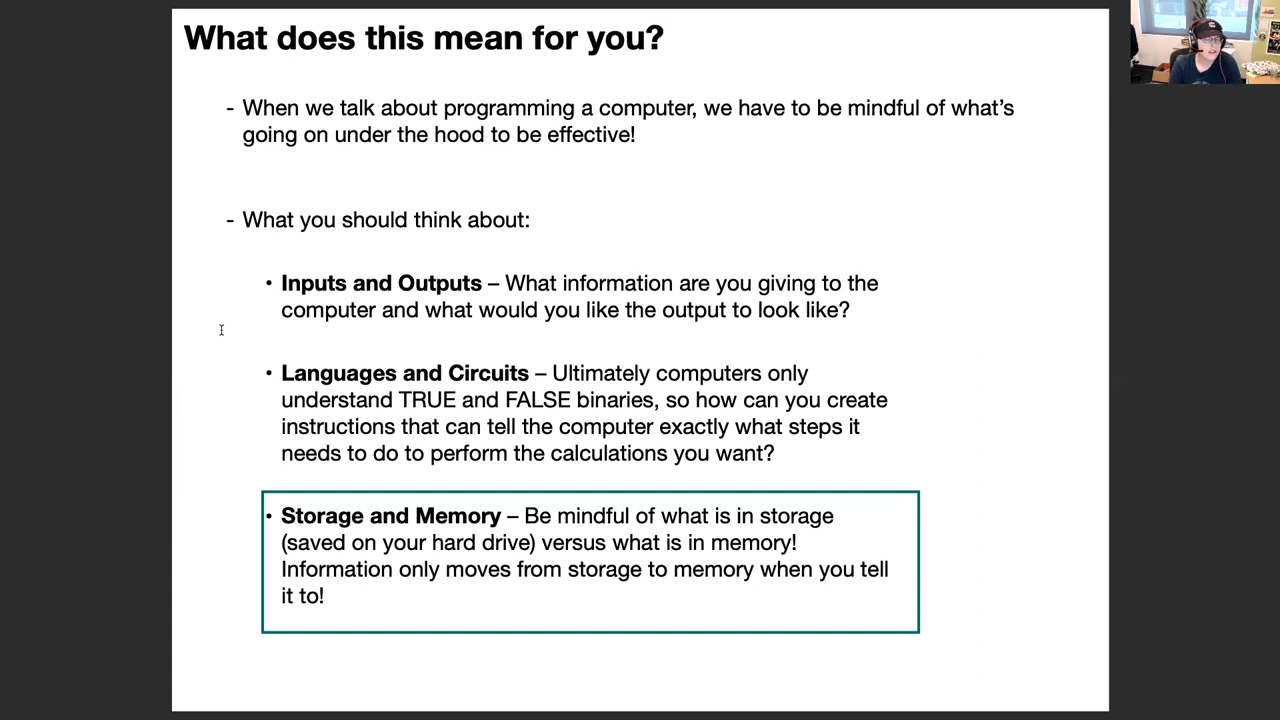 What does this mean for you?
- When we talk about programming a computer, we have to be mindful of what's
going on under the hood to be effective!
- What you should think about:
• Inputs and Outputs – What information are you giving to the
computer and what would you like the output to look like?
• Languages and Circuits – Ultimately computers only
understand TRUE and FALSE binaries, so how can you create
instructions that can tell the computer exactly what steps it
needs to do to perform the calculations you want?
• Storage and Memory – Be mindful of what is in storage
(saved on your hard drive) versus what is in memory!
Information only moves from storage to memory when you tell
it to!